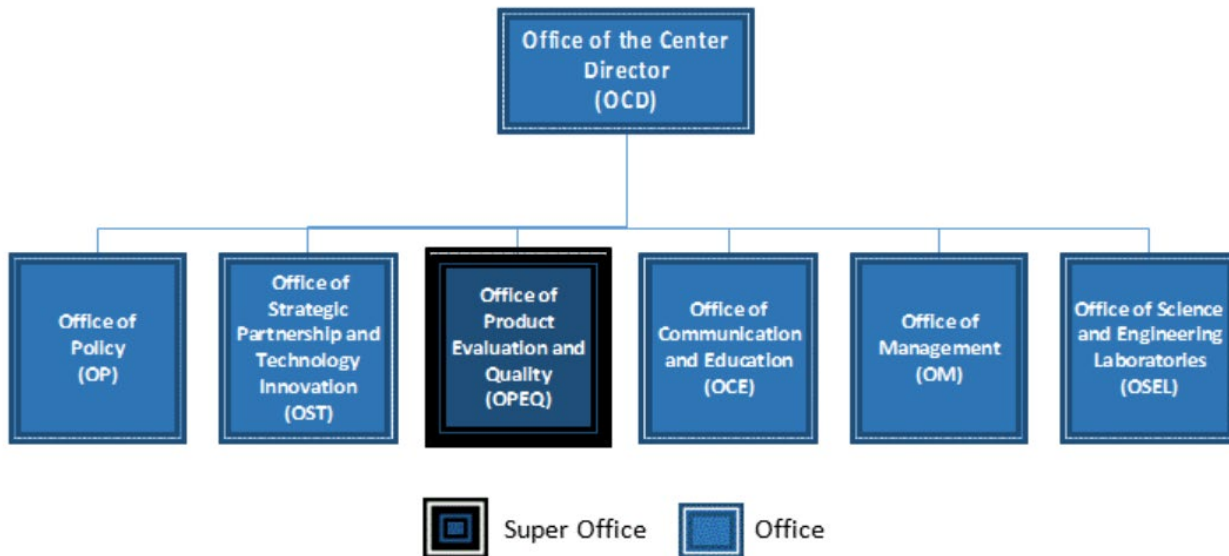 Office of the Center
Director
(OCD)
Office of
Policy
(OP)
Office of
Strategic
Partnership and
Technology
Innovation
(OST)
Office of
Product
Evaluation and
Quality
(OPEQ)
Office of
Communication
and Education
(OCE)
Office of
Management
(OM)
Office of Science
and Engineering
Laboratories
(OSEL)
Super Office
Office